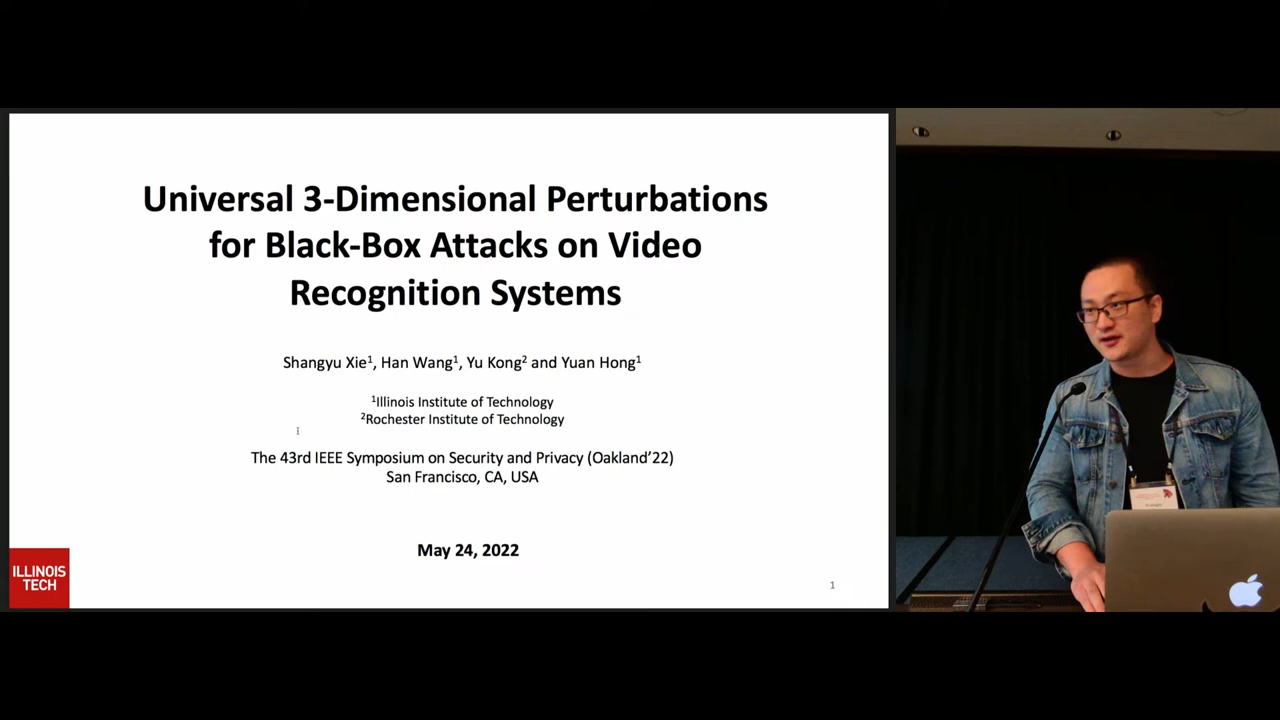 Universal 3-Dimensional Perturbations
for Black-Box Attacks on Video
Recognition Systems
Shangyu Xie¹, Han Wang¹, Yu Kong² and Yuan Hong¹
¹Illinois Institute of Technology
²Rochester Institute of Technology
The 43rd IEEE Symposium on Security and Privacy (Oakland’22)
San Francisco, CA, USA
May 24, 2022
ILLINOIS
TECH
1